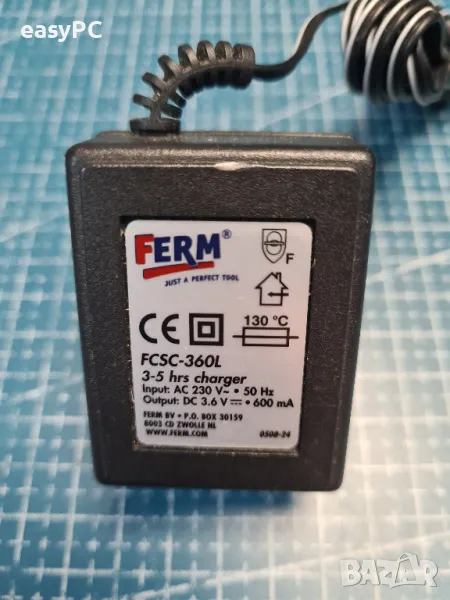 easyPC
FERM®
JUST A PERFECT TOOL
F
CE
130 °C
FCSC-360L
3-5 hrs charger
Input: AC 230 V~ • 50 Hz
Output: DC 3.6 V⎓ • 600 mA
FERM BV • P.O. BOX 30159
8003 CD ZWOLLE NL
WWW.FERM.COM
0508-24
BAZAR